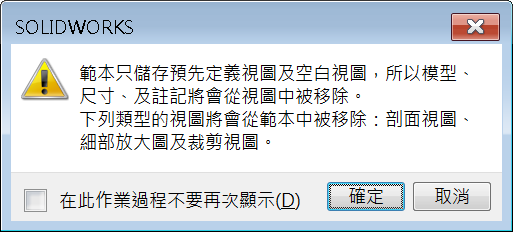 SOLIDWORKS
範本只儲存預先定義視圖及空白視圖，所以模型、
尺寸、及註記將會從視圖中被移除。
下列類型的視圖將會從範本中被移除：剖面視圖、
細部放大圖及裁剪視圖。
在此作業過程不要再次顯示(D)
確定
取消